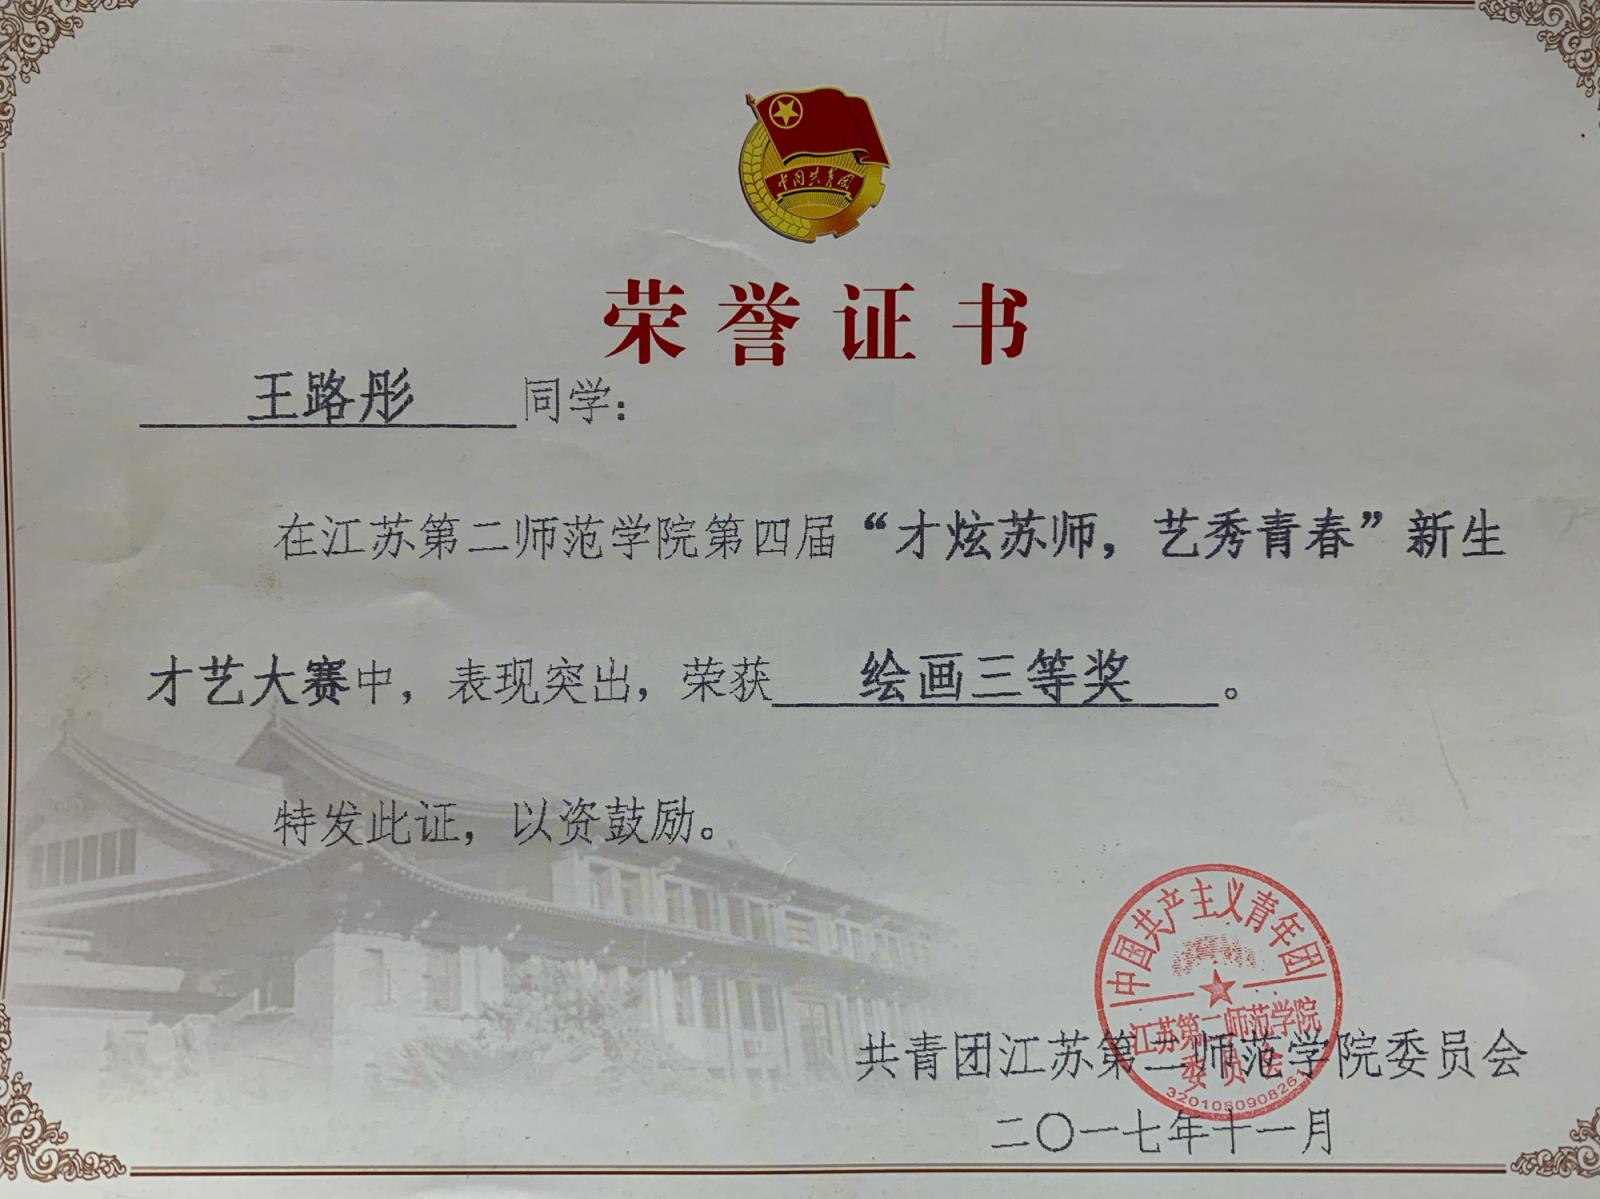 中国共青团
荣誉证书
王路彤 同学：
在江苏第二师范学院第四届“才炫苏师，艺秀青春”新生
才艺大赛中，表现突出，荣获 绘画三等奖 。
特发此证，以资鼓励。
中国共产主义青年团
江苏第二师范学院
委员会
共青团江苏第二师范学院委员会
二〇一七年十一月